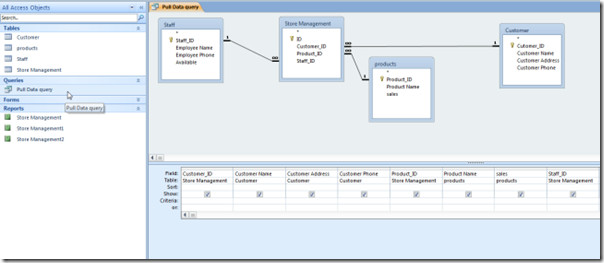 All Access Objects
Search...
Tables
Customer
products
Staff
Store Management
Queries
Pull Data query
Pull Data query
Forms
Reports
Store Management
Store Management1
Store Management2
Pull Data query
Staff
*
Staff_ID
Employee Name
Employee Phone
Available
Store Management
*
ID
Customer_ID
Product_ID
Staff_ID
products
*
Product_ID
Product Name
sales
Customer
*
Cutomer_ID
Customer Name
Customer Address
Customer Phone
1
∞
∞
∞
1
1
Field: Customer_ID Customer Name Customer Address Customer Phone Product_ID Product Name sales Staff_ID
Table: Store Management Customer Customer Customer Store Management products products Store Management
Sort:
Show:
Criteria:
or: